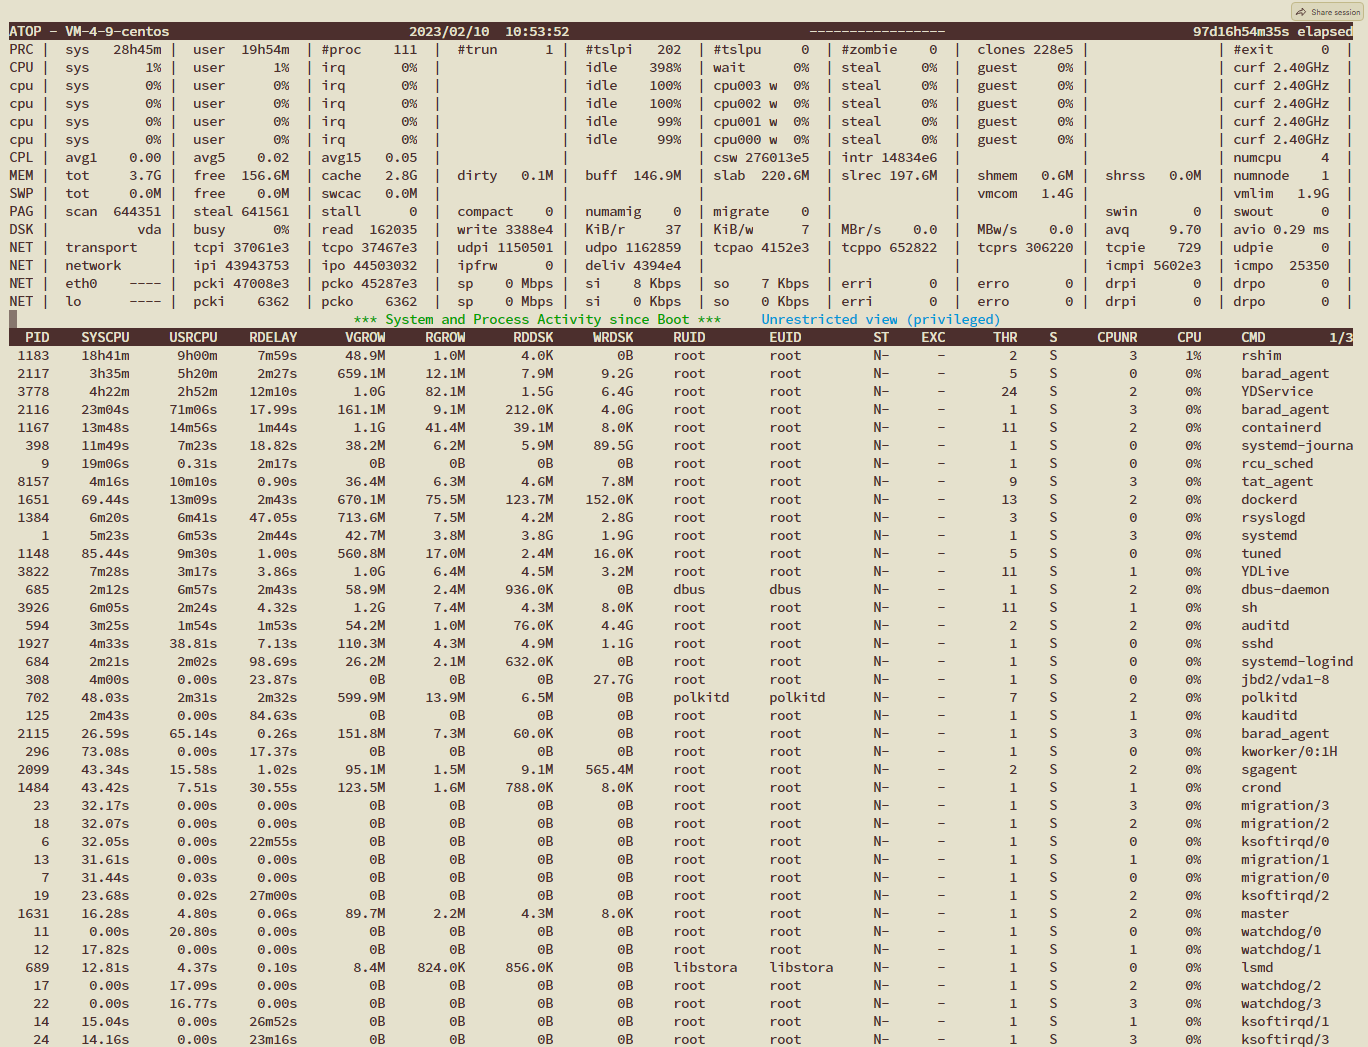 Share session
ATOP - VM-4-9-centos 2023/02/10 10:53:52 ----------------- 97d16h54m35s elapsed
PRC | sys 28h45m | user 19h54m | #proc 111 | #trun 1 | #tslpi 202 | #tslpu 0 | #zombie 0 | clones 228e5 | | #exit 0 |
CPU | sys 1% | user 1% | irq 0% | | idle 398% | wait 0% | steal 0% | guest 0% | | curf 2.40GHz |
cpu | sys 0% | user 0% | irq 0% | | idle 100% | cpu003 w 0% | steal 0% | guest 0% | | curf 2.40GHz |
cpu | sys 0% | user 0% | irq 0% | | idle 100% | cpu002 w 0% | steal 0% | guest 0% | | curf 2.40GHz |
cpu | sys 0% | user 0% | irq 0% | | idle 99% | cpu001 w 0% | steal 0% | guest 0% | | curf 2.40GHz |
cpu | sys 0% | user 0% | irq 0% | | idle 99% | cpu000 w 0% | steal 0% | guest 0% | | curf 2.40GHz |
CPL | avg1 0.00 | avg5 0.02 | avg15 0.05 | | | csw 276013e5 | intr 14834e6 | | | numcpu 4 |
MEM | tot 3.7G | free 156.6M | cache 2.8G | dirty 0.1M | buff 146.9M | slab 220.6M | slrec 197.6M | shmem 0.6M | shrss 0.0M | numnode 1 |
SWP | tot 0.0M | free 0.0M | swcac 0.0M | | | | | vmcom 1.4G | | vmlim 1.9G |
PAG | scan 644351 | steal 641561 | stall 0 | compact 0 | numamig 0 | migrate 0 | | | swin 0 | swout 0 |
DSK | vda | busy 0% | read 162035 | write 3388e4 | KiB/r 37 | KiB/w 7 | MBr/s 0.0 | MBw/s 0.0 | avq 9.70 | avio 0.29 ms |
NET | transport | tcpi 37061e3 | tcpo 37467e3 | udpi 1150501 | udpo 1162859 | tcpao 4152e3 | tcppo 652822 | tcprs 306220 | tcpie 729 | udpie 0 |
NET | network | ipi 43943753 | ipo 44503032 | ipfrw 0 | deliv 4394e4 | | | | icmpi 5602e3 | icmpo 25350 |
NET | eth0 ---- | pcki 47008e3 | pcko 45287e3 | sp 0 Mbps | si 8 Kbps | so 7 Kbps | erri 0 | erro 0 | drpi 0 | drpo 0 |
NET | lo ---- | pcki 6362 | pcko 6362 | sp 0 Mbps | si 0 Kbps | so 0 Kbps | erri 0 | erro 0 | drpi 0 | drpo 0 |
*** System and Process Activity since Boot *** Unrestricted view (privileged)
PID SYSCPU USRCPU RDELAY VGROW RGROW RDDSK WRDSK RUID EUID ST EXC THR S CPUNR CPU CMD 1/3
1183 18h41m 9h00m 7m59s 48.9M 1.0M 4.0K 0B root root N- - 2 S 3 1% rshim
2117 3h35m 5h20m 2m27s 659.1M 12.1M 7.9M 9.2G root root N- - 5 S 0 0% barad_agent
3778 4h22m 2h52m 12m10s 1.0G 82.1M 1.5G 6.4G root root N- - 24 S 2 0% YDService
2116 23m04s 71m06s 17.99s 161.1M 9.1M 212.0K 4.0G root root N- - 1 S 3 0% barad_agent
1167 13m48s 14m56s 1m44s 1.1G 41.4M 39.1M 8.0K root root N- - 11 S 2 0% containerd
398 11m49s 7m23s 18.82s 38.2M 6.2M 5.9M 89.5G root root N- - 1 S 0 0% systemd-journa
9 19m06s 0.31s 2m17s 0B 0B 0B 0B root root N- - 1 S 0 0% rcu_sched
8157 4m16s 10m10s 0.90s 36.4M 6.3M 4.6M 7.8M root root N- - 9 S 3 0% tat_agent
1651 69.44s 13m09s 2m43s 670.1M 75.5M 123.7M 152.0K root root N- - 13 S 2 0% dockerd
1384 6m20s 6m41s 47.05s 713.6M 7.5M 4.2M 2.8G root root N- - 3 S 0 0% rsyslogd
1 5m23s 6m53s 2m44s 42.7M 3.8M 3.8G 1.9G root root N- - 1 S 3 0% systemd
1148 85.44s 9m30s 1.00s 560.8M 17.0M 2.4M 16.0K root root N- - 5 S 0 0% tuned
3822 7m28s 3m17s 3.86s 1.0G 6.4M 4.5M 3.2M root root N- - 11 S 1 0% YDLive
685 2m12s 6m57s 2m43s 58.9M 2.4M 936.0K 0B dbus dbus N- - 1 S 2 0% dbus-daemon
3926 6m05s 2m24s 4.32s 1.2G 7.4M 4.3M 8.0K root root N- - 11 S 1 0% sh
594 3m25s 1m54s 1m53s 54.2M 1.0M 76.0K 4.4G root root N- - 2 S 2 0% auditd
1927 4m33s 38.81s 7.13s 110.3M 4.3M 4.9M 1.1G root root N- - 1 S 0 0% sshd
684 2m21s 2m02s 98.69s 26.2M 2.1M 632.0K 0B root root N- - 1 S 0 0% systemd-logind
308 4m00s 0.00s 23.87s 0B 0B 0B 27.7G root root N- - 1 S 0 0% jbd2/vda1-8
702 48.03s 2m31s 2m32s 599.9M 13.9M 6.5M 0B polkitd polkitd N- - 7 S 2 0% polkitd
125 2m43s 0.00s 84.63s 0B 0B 0B 0B root root N- - 1 S 1 0% kauditd
2115 26.59s 65.14s 0.26s 151.8M 7.3M 60.0K 0B root root N- - 1 S 3 0% barad_agent
296 73.08s 0.00s 17.37s 0B 0B 0B 0B root root N- - 1 S 0 0% kworker/0:1H
2099 43.34s 15.58s 1.02s 95.1M 1.5M 9.1M 565.4M root root N- - 2 S 2 0% sgagent
1484 43.42s 7.51s 30.55s 123.5M 1.6M 788.0K 8.0K root root N- - 1 S 1 0% crond
23 32.17s 0.00s 0.00s 0B 0B 0B 0B root root N- - 1 S 3 0% migration/3
18 32.07s 0.00s 0.00s 0B 0B 0B 0B root root N- - 1 S 2 0% migration/2
6 32.05s 0.00s 22m55s 0B 0B 0B 0B root root N- - 1 S 0 0% ksoftirqd/0
13 31.61s 0.00s 0.00s 0B 0B 0B 0B root root N- - 1 S 1 0% migration/1
7 31.44s 0.03s 0.00s 0B 0B 0B 0B root root N- - 1 S 0 0% migration/0
19 23.68s 0.02s 27m00s 0B 0B 0B 0B root root N- - 1 S 2 0% ksoftirqd/2
1631 16.28s 4.80s 0.06s 89.7M 2.2M 4.3M 8.0K root root N- - 1 S 2 0% master
11 0.00s 20.80s 0.00s 0B 0B 0B 0B root root N- - 1 S 0 0% watchdog/0
12 17.82s 0.00s 0.00s 0B 0B 0B 0B root root N- - 1 S 1 0% watchdog/1
689 12.81s 4.37s 0.10s 8.4M 824.0K 856.0K 0B libstora libstora N- - 1 S 0 0% lsmd
17 0.00s 17.09s 0.00s 0B 0B 0B 0B root root N- - 1 S 2 0% watchdog/2
22 0.00s 16.77s 0.00s 0B 0B 0B 0B root root N- - 1 S 3 0% watchdog/3
14 15.04s 0.00s 26m52s 0B 0B 0B 0B root root N- - 1 S 1 0% ksoftirqd/1
24 14.16s 0.00s 23m16s 0B 0B 0B 0B root root N- - 1 S 3 0% ksoftirqd/3